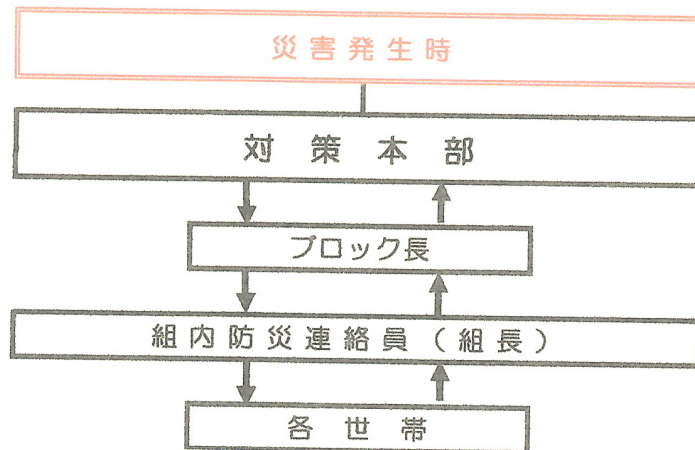 災害発生時
対策本部
ブロック長
組内防災連絡員（組長）
各世帯